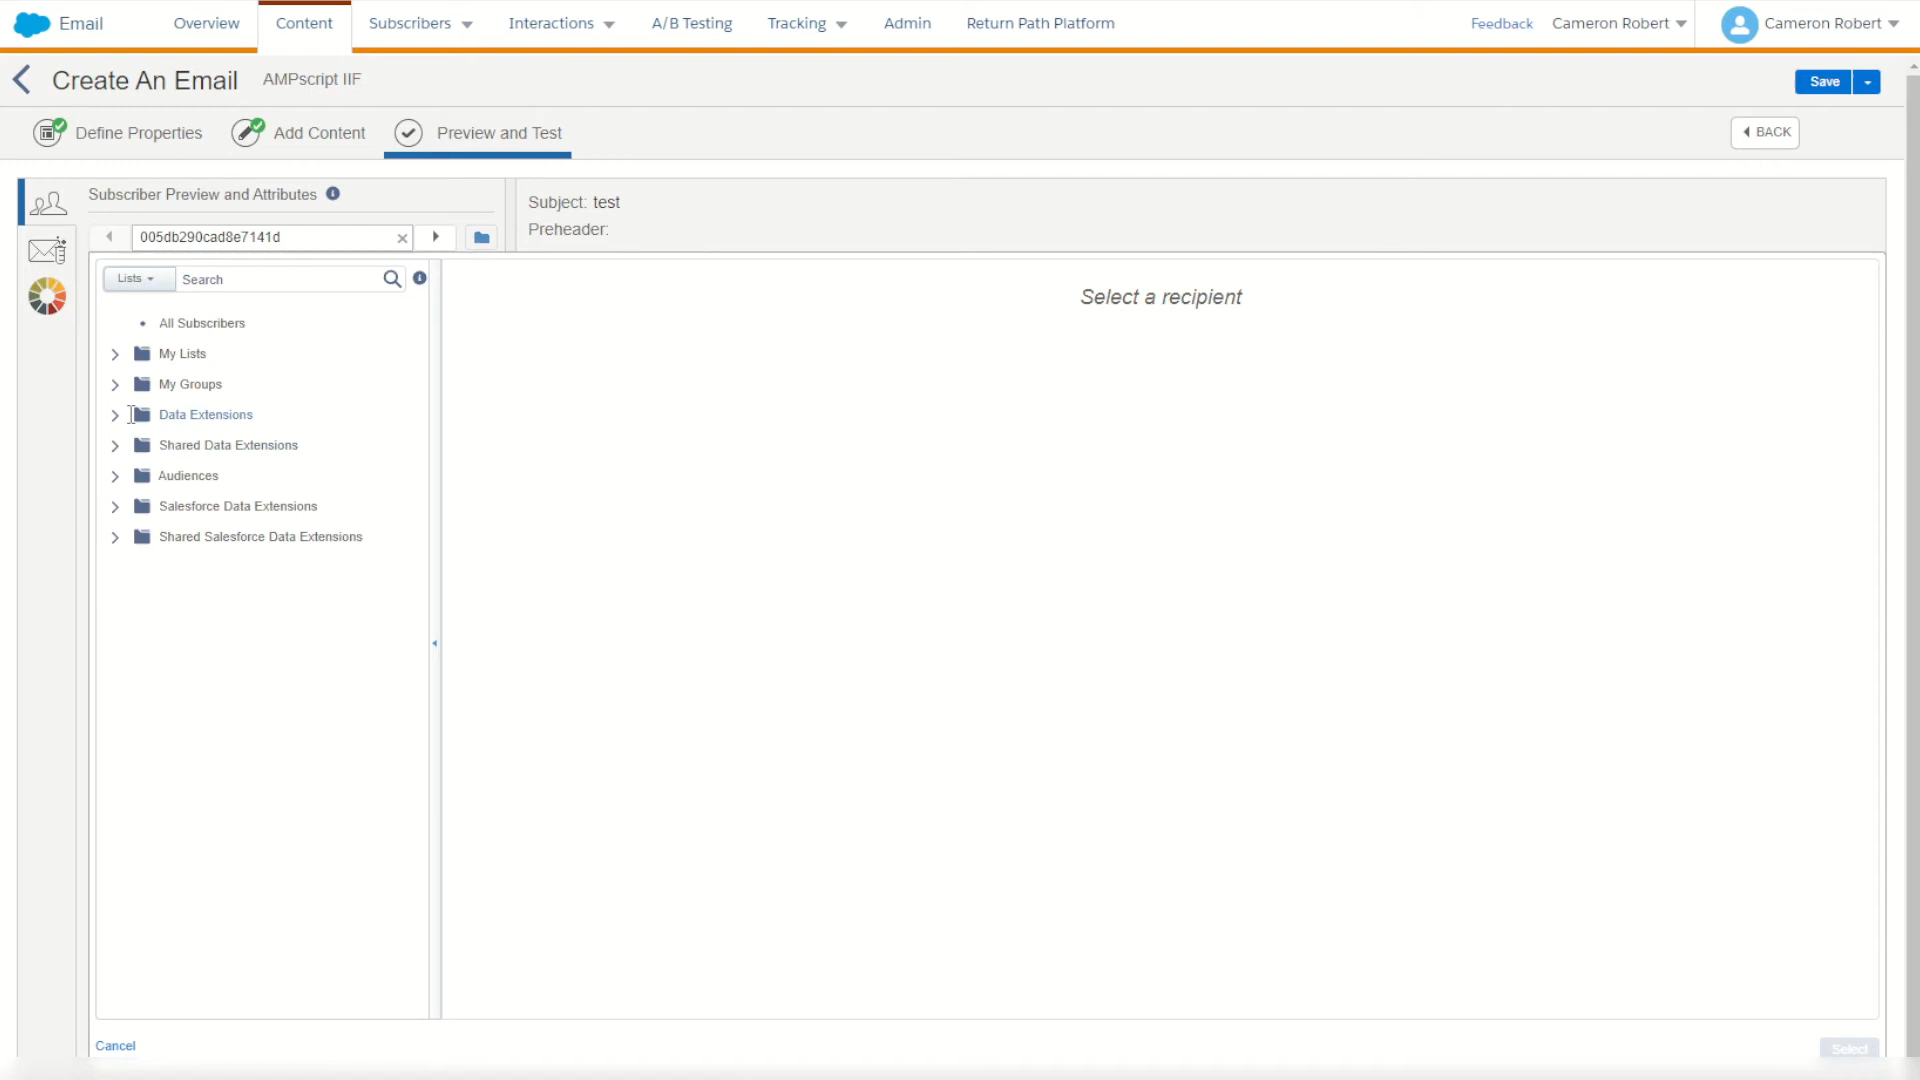 Email Overview Content Subscribers Interactions A/B Testing Tracking Admin Return Path Platform Feedback Cameron Robert Cameron Robert
Create An Email AMPscript IIF Save
Define Properties Add Content Preview and Test BACK
Subscriber Preview and Attributes
Subject: test
Preheader:
005db290cad8e7141d
Lists Search
Select a recipient
All Subscribers
My Lists
My Groups
Data Extensions
Shared Data Extensions
Audiences
Salesforce Data Extensions
Shared Salesforce Data Extensions
Cancel Select